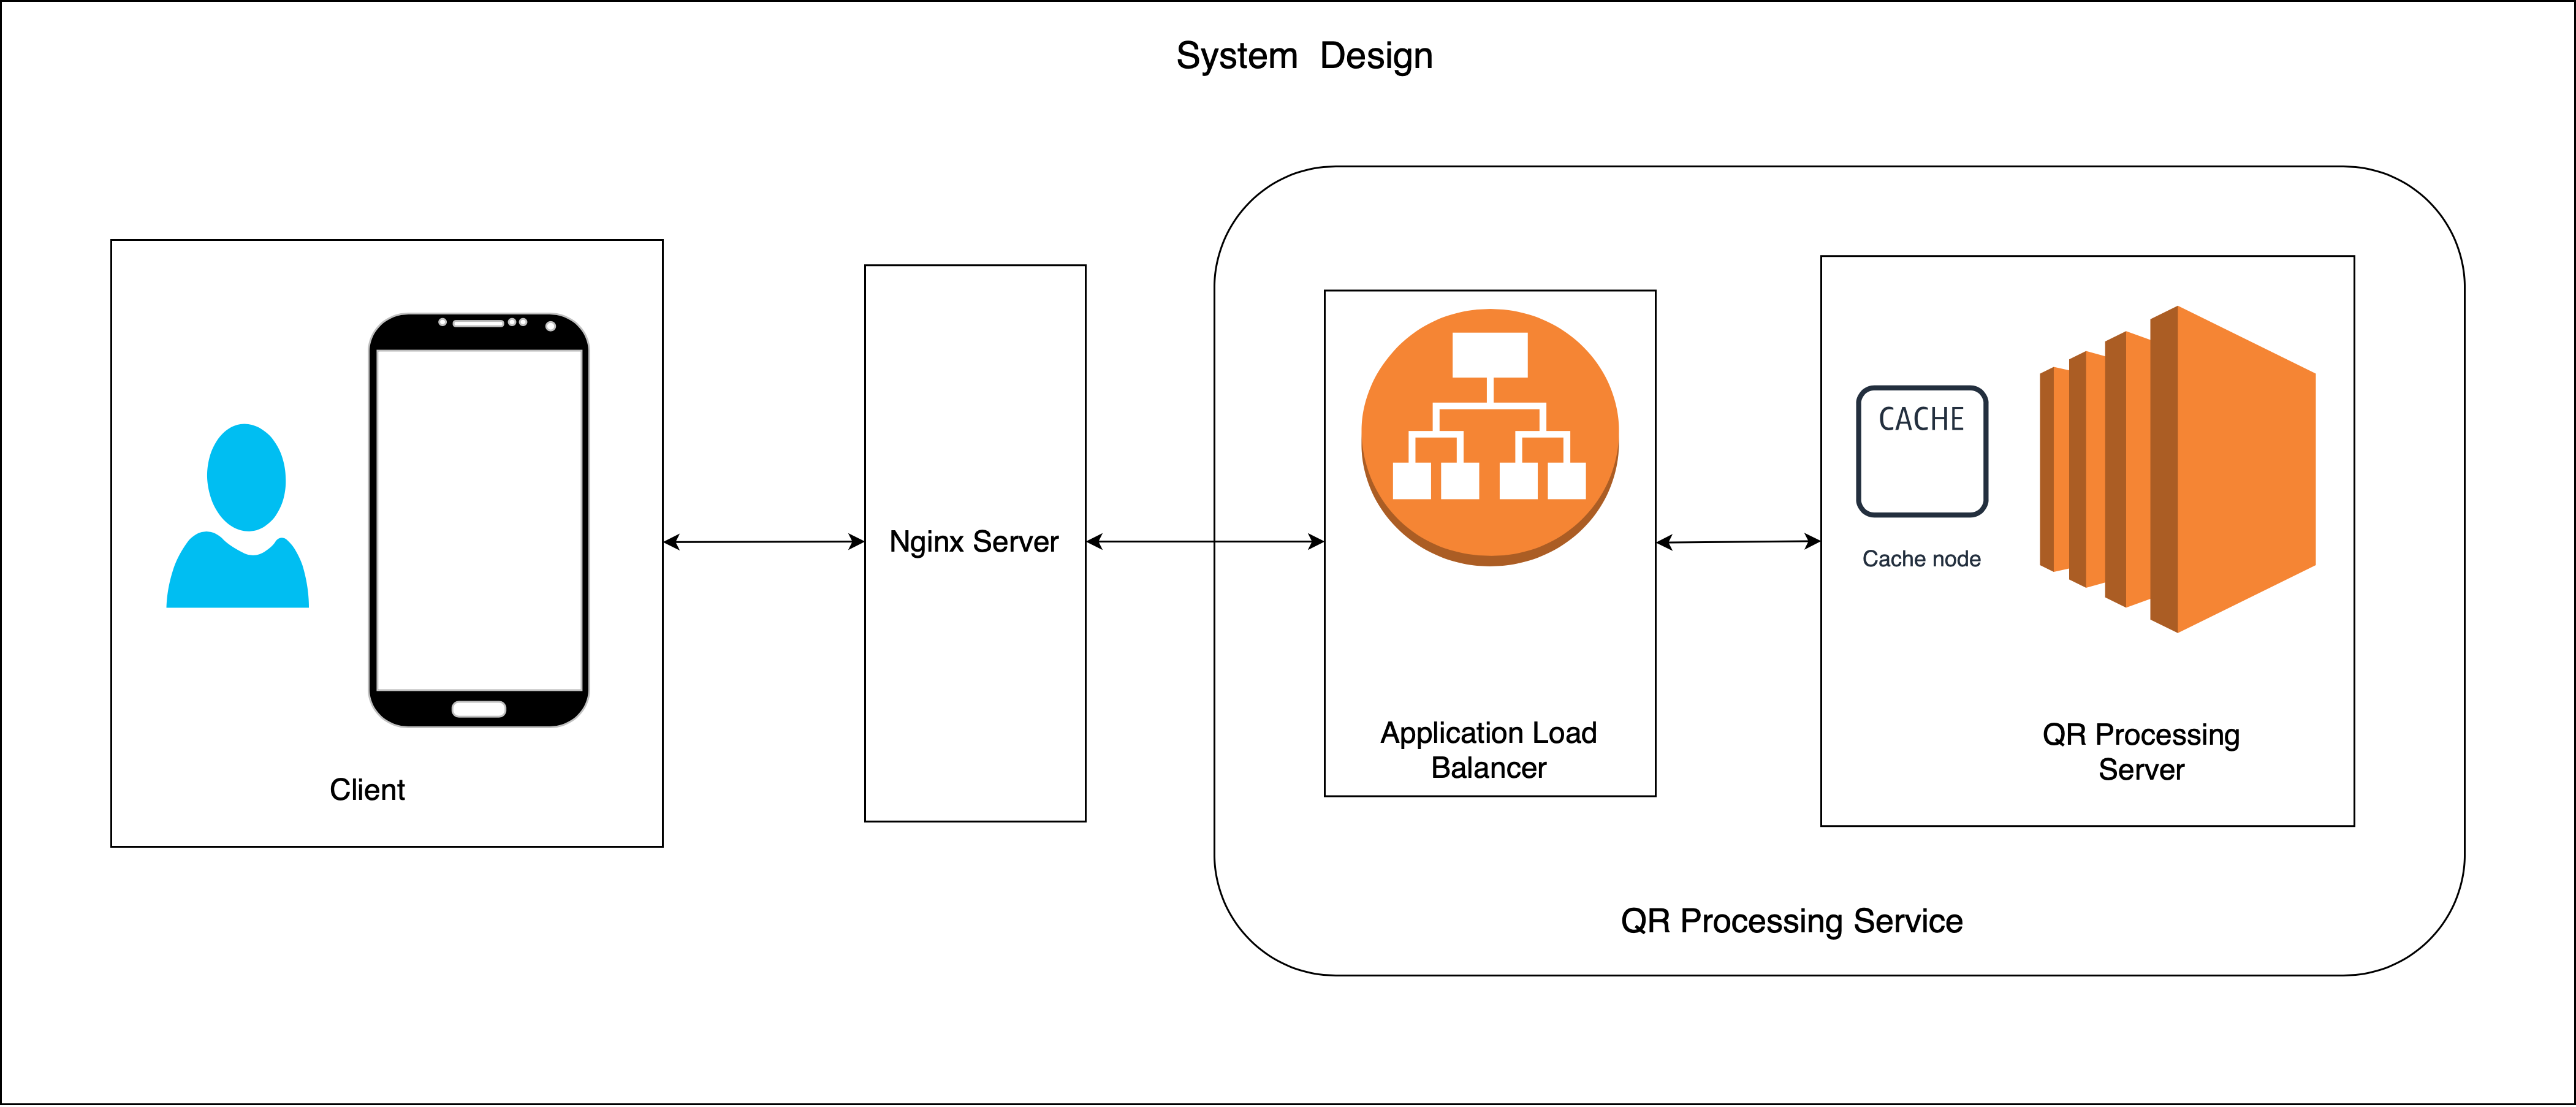 System Design
Client
Nginx Server
Application Load
Balancer
CACHE
Cache node
QR Processing
Server
QR Processing Service